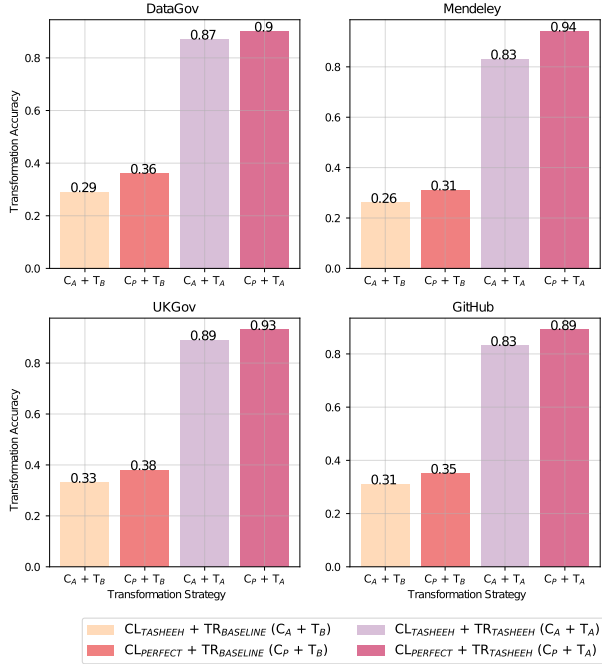 DataGov
Mendeley
Transformation Accuracy
0.0
0.2
0.4
0.6
0.8
0.29
0.36
0.87
0.9
C_A + T_B
C_P + T_B
C_A + T_A
C_P + T_A
0.0
0.2
0.4
0.6
0.8
0.26
0.31
0.83
0.94
C_A + T_B
C_P + T_B
C_A + T_A
C_P + T_A
UKGov
GitHub
Transformation Accuracy
0.0
0.2
0.4
0.6
0.8
0.33
0.38
0.89
0.93
C_A + T_B
C_P + T_B
C_A + T_A
C_P + T_A
Transformation Strategy
0.0
0.2
0.4
0.6
0.8
0.31
0.35
0.83
0.89
C_A + T_B
C_P + T_B
C_A + T_A
C_P + T_A
Transformation Strategy
CL_TASHEEH + TR_BASELINE (C_A + T_B)
CL_PERFECT + TR_BASELINE (C_P + T_B)
CL_TASHEEH + TR_TASHEEH (C_A + T_A)
CL_PERFECT + TR_TASHEEH (C_P + T_A)